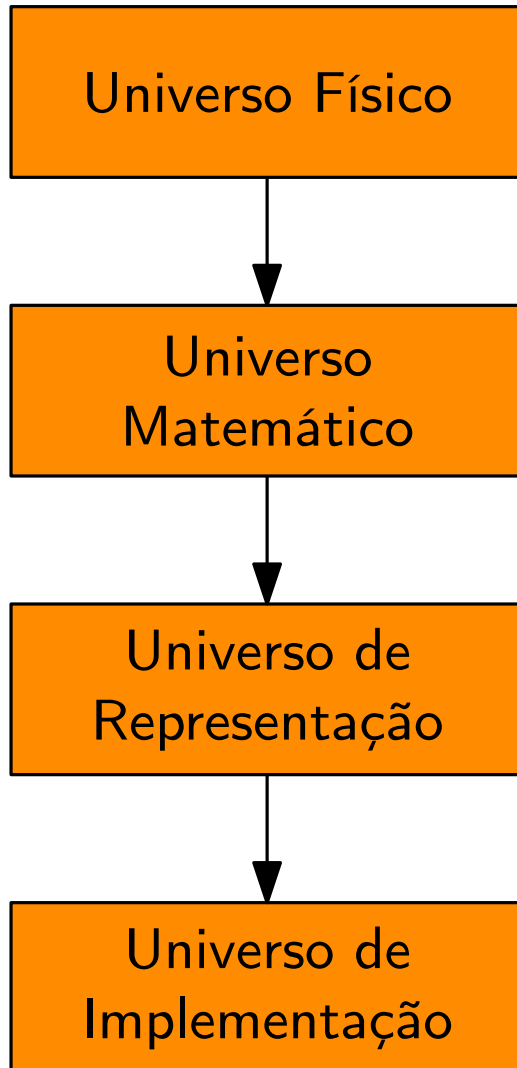 Universo Físico
Universo
Matemático
Universo de
Representação
Universo de
Implementação